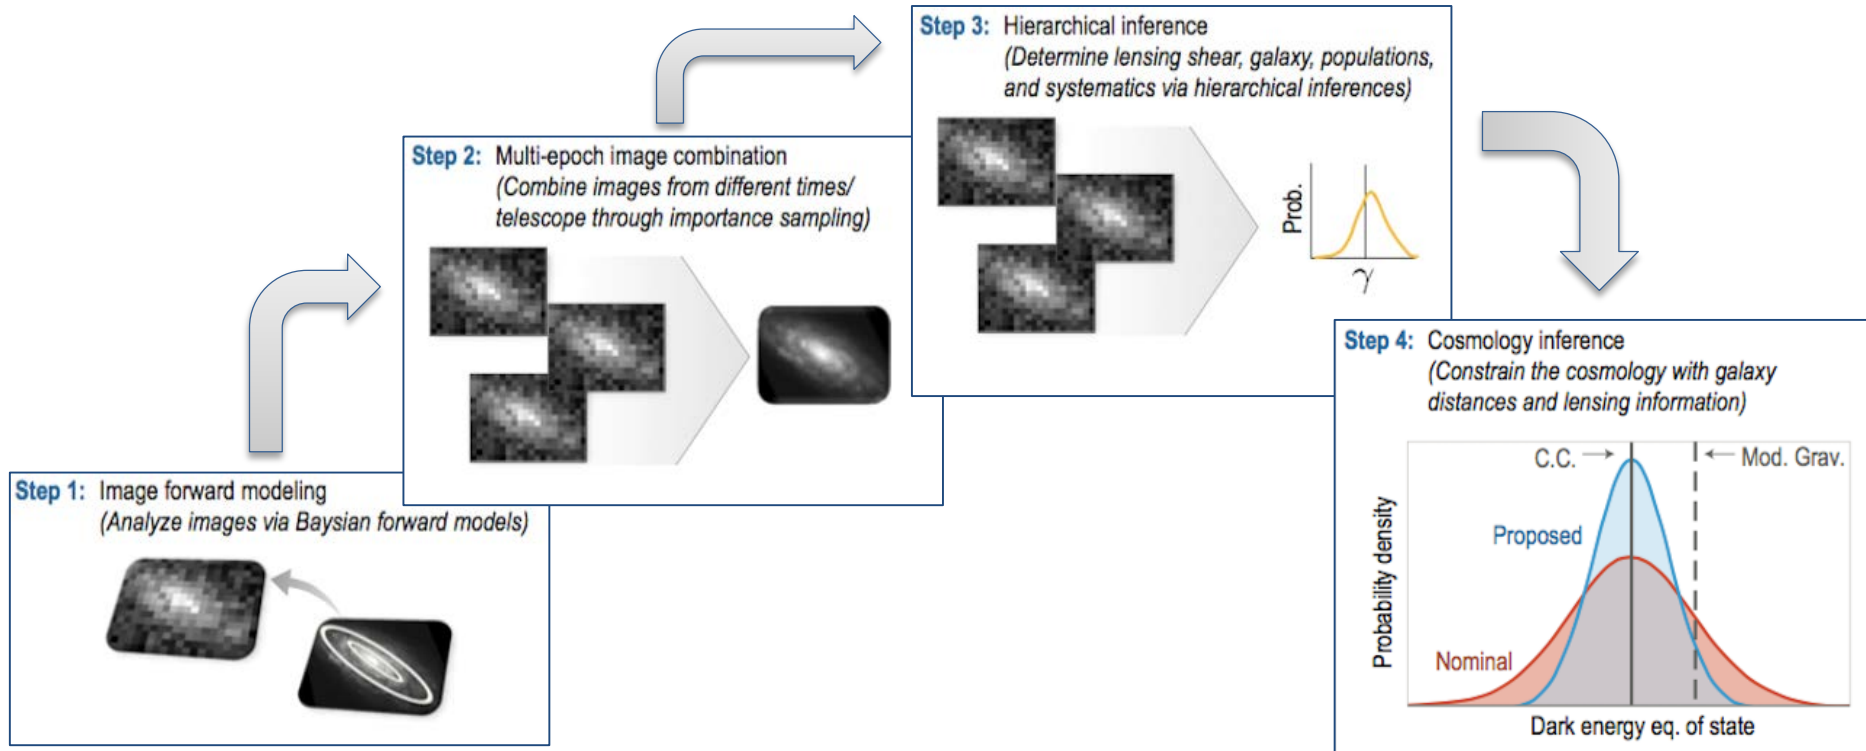 Step 1: Image forward modeling
(Analyze images via Baysian forward models)
Step 2: Multi-epoch image combination
(Combine images from different times/
telescope through importance sampling)
Step 3: Hierarchical inference
(Determine lensing shear, galaxy, populations,
and systematics via hierarchical inferences)
Prob.
γ
Step 4: Cosmology inference
(Constrain the cosmology with galaxy
distances and lensing information)
C.C.
Mod. Grav.
Proposed
Nominal
Probability density
Dark energy eq. of state